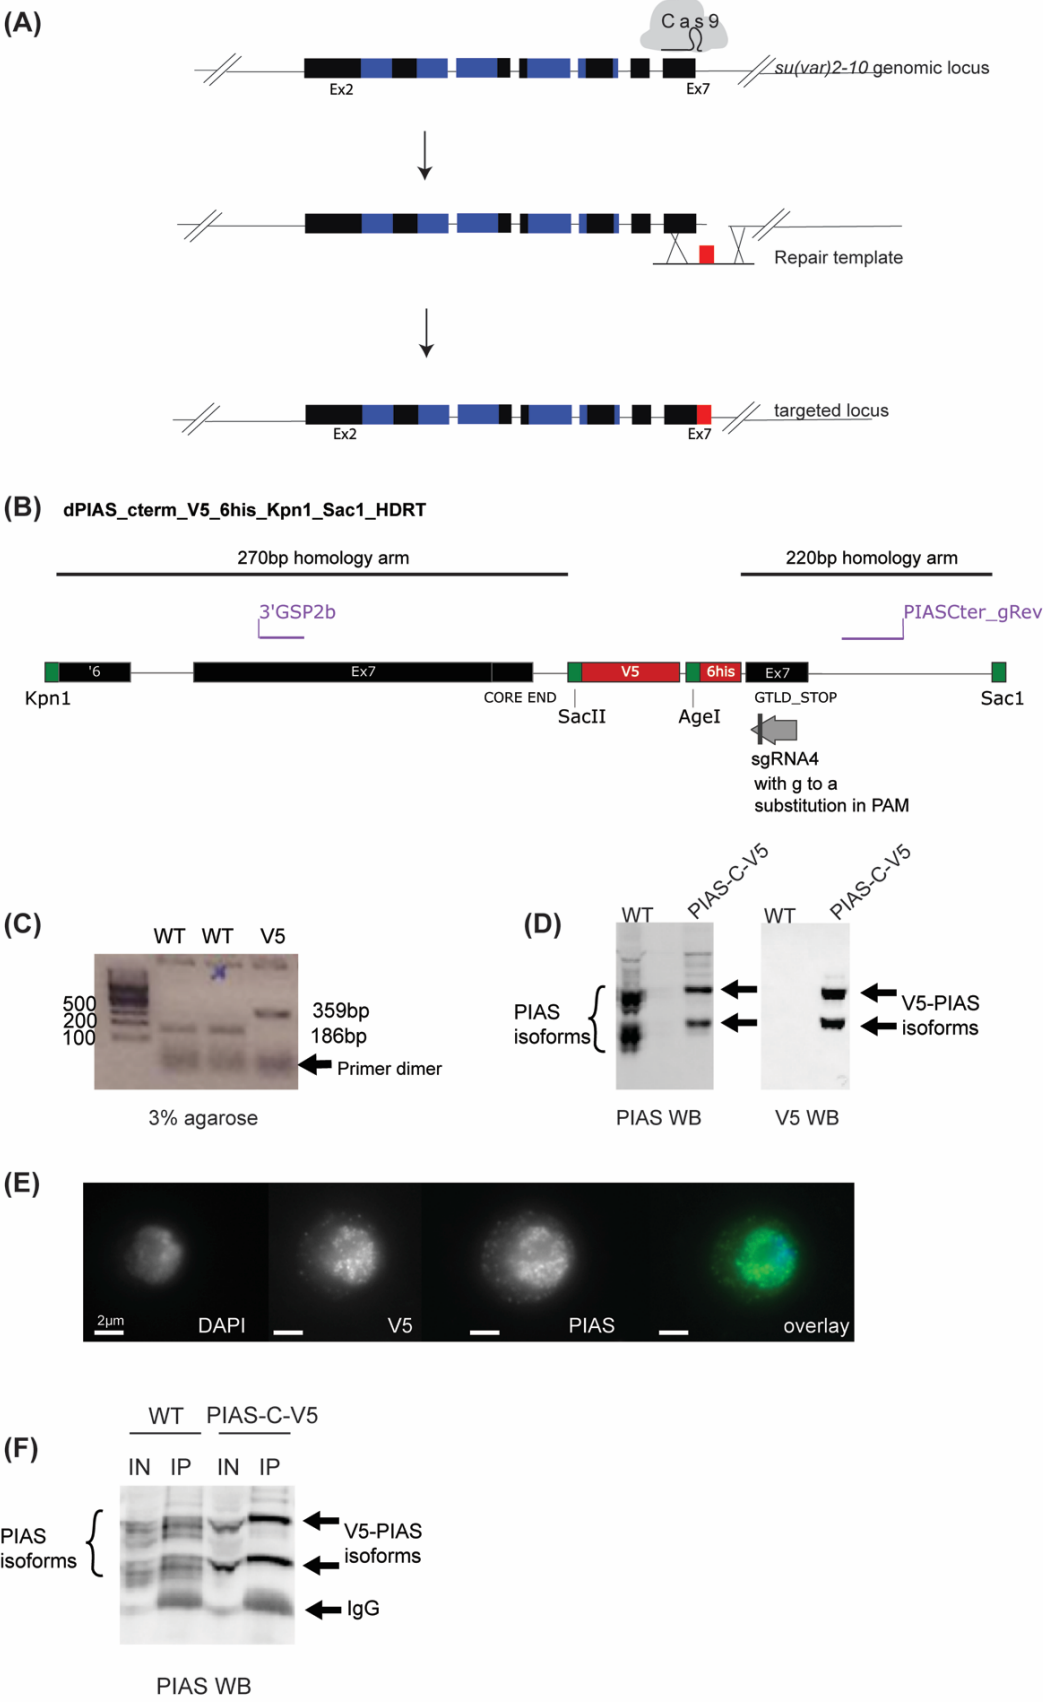 (A)
Cas9
su(var)2-10 genomic locus
Ex2
Ex7
Repair template
targeted locus
Ex2
Ex7
(B)
dPIAS_cterm_V5_6his_Kpn1_Sac1_HDRT
270bp homology arm
220bp homology arm
3'GSP2b
PIASCter_gRev
'6
Ex7
V5
6his
Ex7
Kpn1
CORE END
GTLD_STOP
Sac1
SacII
AgeI
sgRNA4
with g to a
substitution in PAM
(C)
WT
WT
V5
500
200
100
359bp
186bp
Primer dimer
3% agarose
(D)
WT
PIAS-C-V5
WT
PIAS-C-V5
PIAS
isoforms
V5-PIAS
isoforms
PIAS WB
V5 WB
(E)
2µm
DAPI
V5
PIAS
overlay
(F)
WT
PIAS-C-V5
IN
IP
IN
IP
PIAS
isoforms
V5-PIAS
isoforms
IgG
PIAS WB